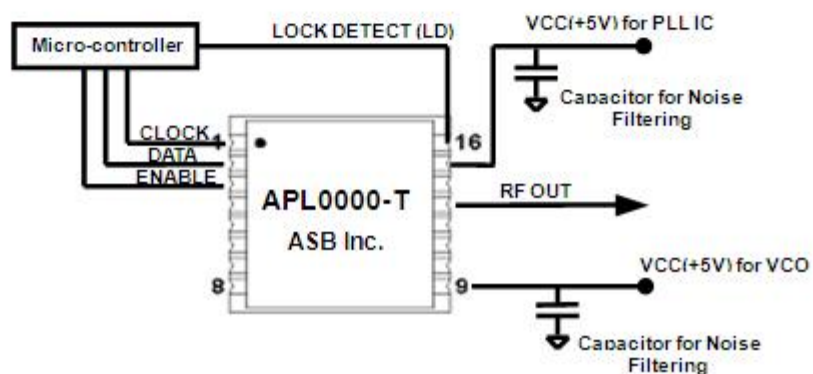 VCC(+5V) for PLL IC
Micro-controller
LOCK DETECT (LD)
Capacitor for Noise
Filtering
CLOCK
1
16
DATA
ENABLE
APL0000-T
RF OUT
ASB Inc.
VCC(+5V) for VCO
8
9
Capacitor for Noise
Filtering